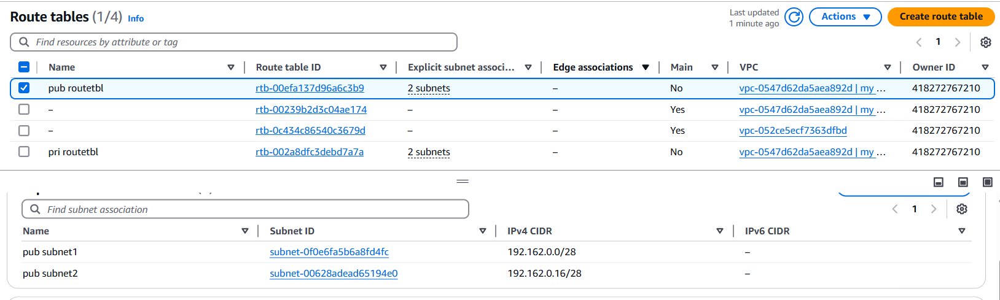 Route tables (1/4) Info
Last updated
1 minute ago
Actions
Create route table
Find resources by attribute or tag
1
Name Route table ID Explicit subnet associ... Edge associations Main VPC Owner ID
pub routetbl rtb-00efa137d96a6c3b9 2 subnets – No vpc-0547d62da5aea892d | my ... 418272767210
– rtb-00239b2d3c04ae174 – – Yes vpc-0547d62da5aea892d | my ... 418272767210
– rtb-0c434c86540c3679d – – Yes vpc-052ce5ecf7363dfbd 418272767210
pri routetbl rtb-002a8dfc3debd7a7a 2 subnets – No vpc-0547d62da5aea892d | my ... 418272767210
Find subnet association
1
Name Subnet ID IPv4 CIDR IPv6 CIDR
pub subnet1 subnet-0f0e6fa5b6a8fd4fc 192.162.0.0/28 –
pub subnet2 subnet-00628adead65194e0 192.162.0.16/28 –